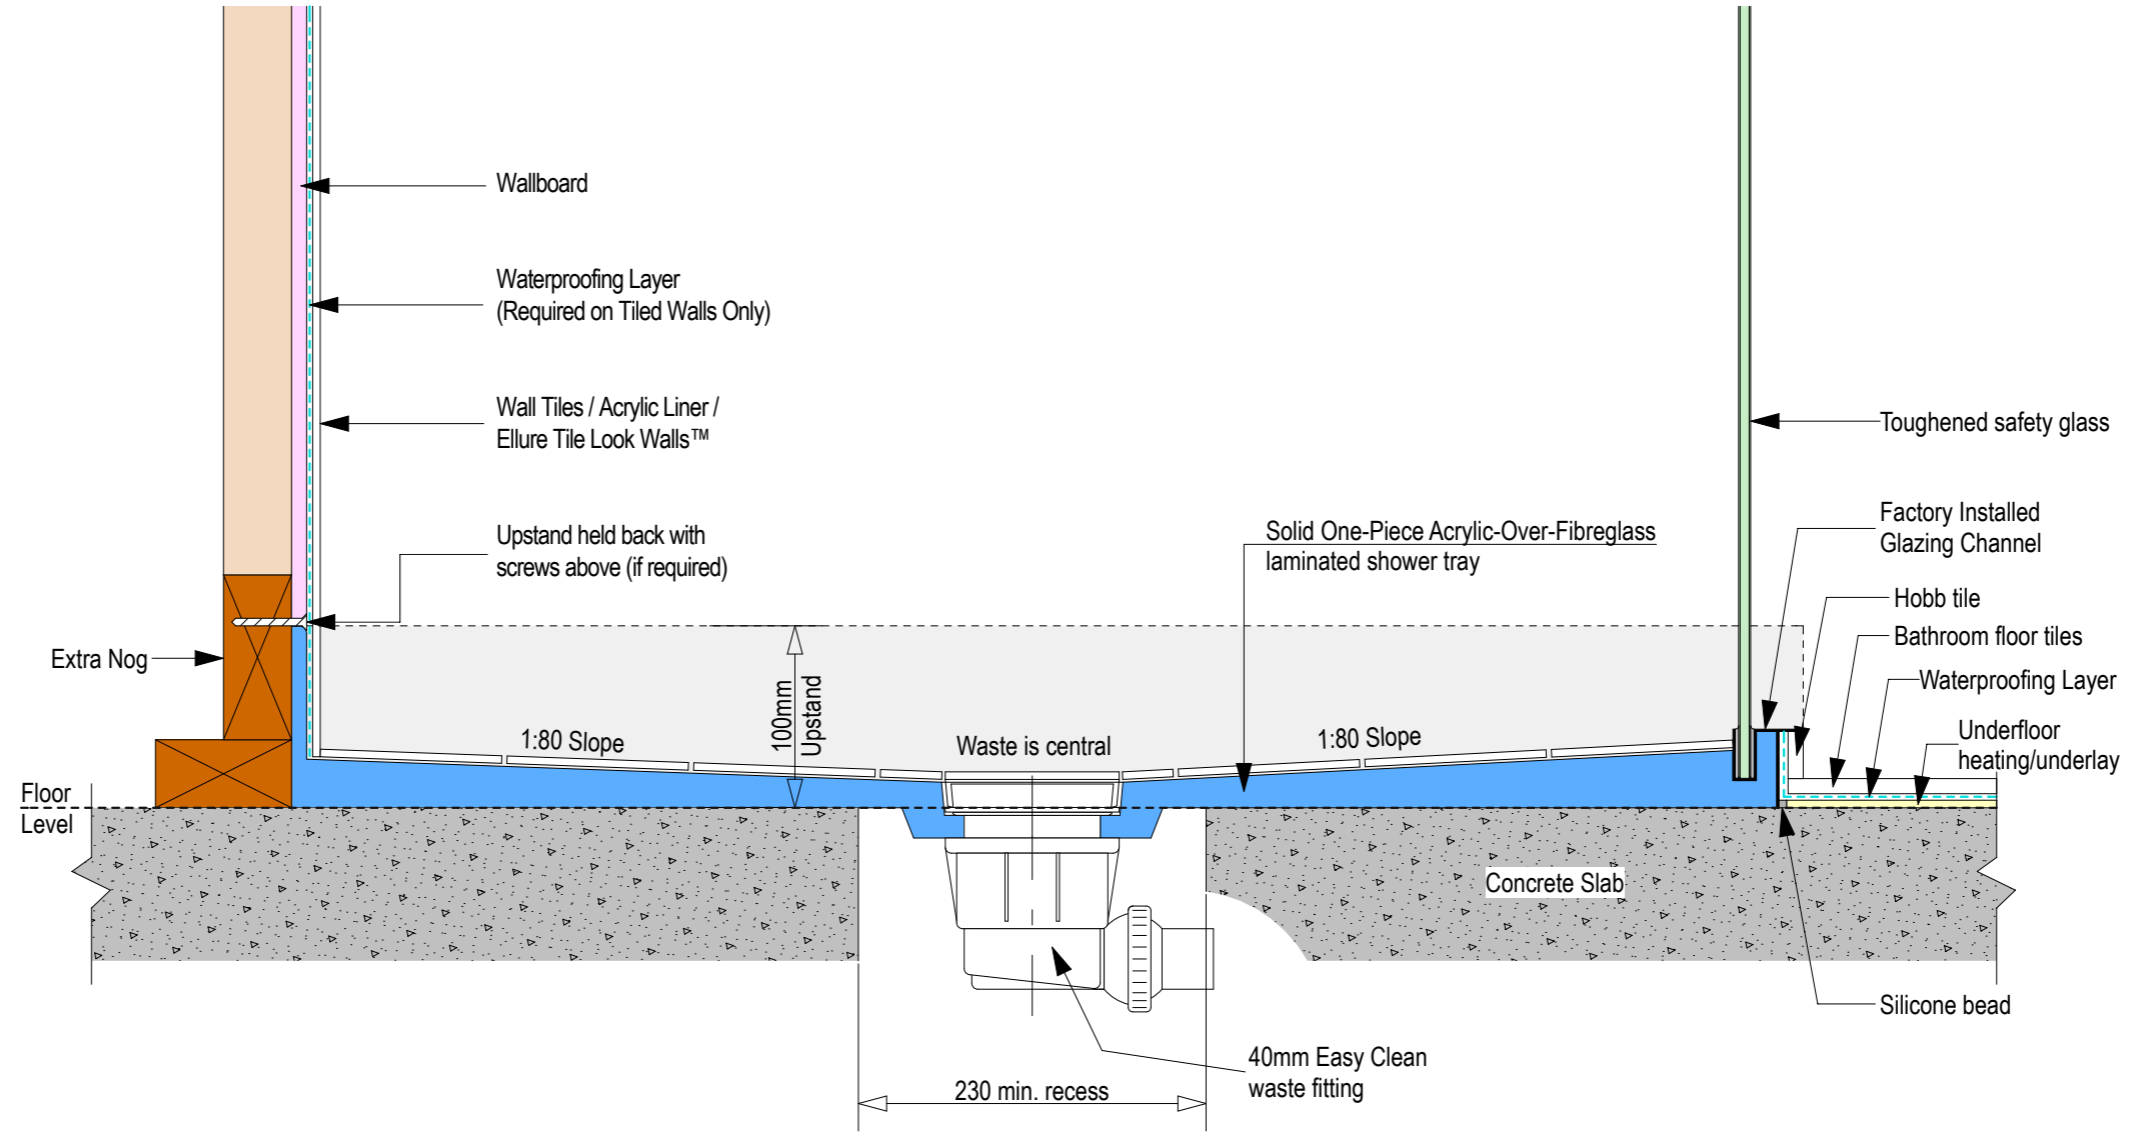 Wallboard
Waterproofing Layer
(Required on Tiled Walls Only)
Wall Tiles / Acrylic Liner /
Ellure Tile Look Walls™
Upstand held back with
screws above (if required)
Extra Nog
Floor
Level
1:80 Slope
100mm
Upstand
Waste is central
1:80 Slope
Solid One-Piece Acrylic-Over-Fibreglass
laminated shower tray
Toughened safety glass
Factory Installed
Glazing Channel
Hobb tile
Bathroom floor tiles
Waterproofing Layer
Underfloor
heating/underlay
Concrete Slab
Silicone bead
40mm Easy Clean
waste fitting
230 min. recess